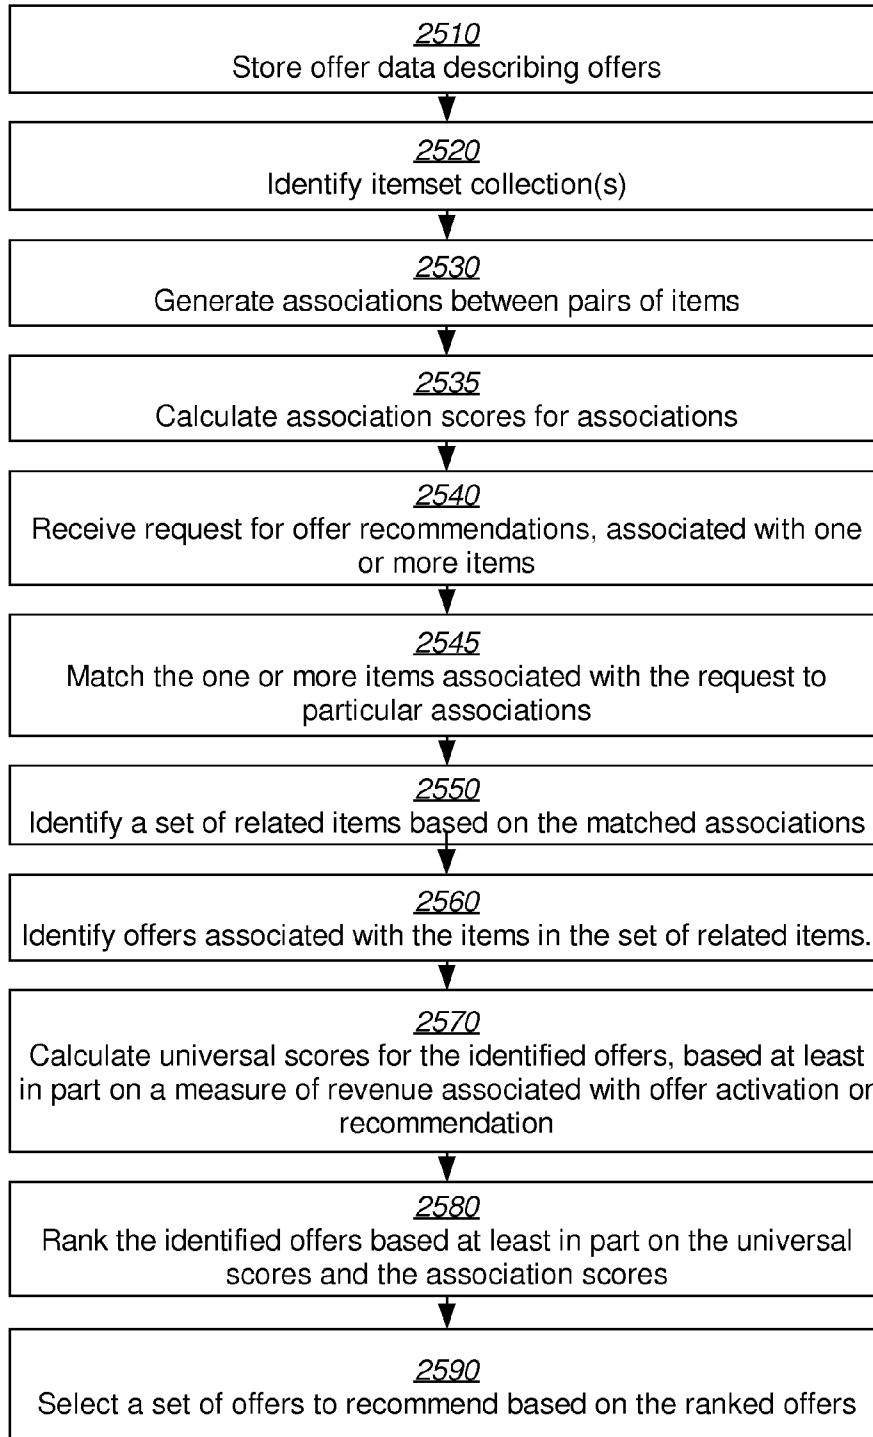 2510
Store offer data describing offers
2520
Identify itemset collection(s)
2530
Generate associations between pairs of items
2535
Calculate association scores for associations
2540
Receive request for offer recommendations, associated with one
or more items
2545
Match the one or more items associated with the request to
particular associations
2550
Identify a set of related items based on the matched associations
2560
Identify offers associated with the items in the set of related items.
2570
Calculate universal scores for the identified offers, based at least
in part on a measure of revenue associated with offer activation or
recommendation
2580
Rank the identified offers based at least in part on the universal
scores and the association scores
2590
Select a set of offers to recommend based on the ranked offers